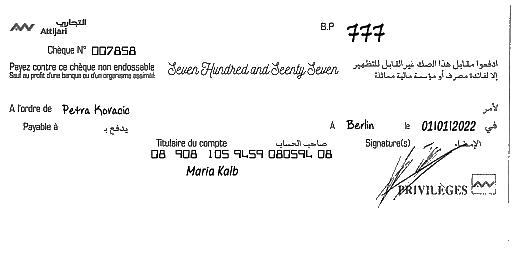 التجاري
Attijari
B.P 777
Chèque N° 007858
Payez contre ce chèque non endossable
Sauf au profit d'une banque ou d'un organisme assimilé
Seven Hundred and Seenty Seven
ادفعوا مقابل هذا الصك غير القابل للتظهير
إلا لفائدة مصرف أو مؤسسة مالية مماثلة
A l'ordre de Petra Kovacic
لأمر
Payable à
يدفع بـ
A Berlin le 01/01/2022 في
Titulaire du compte صاحب الحساب
Signature(s) الإمضاء
08 908 105 9459 080594 08
Maria Kalb
PRIVILÈGES